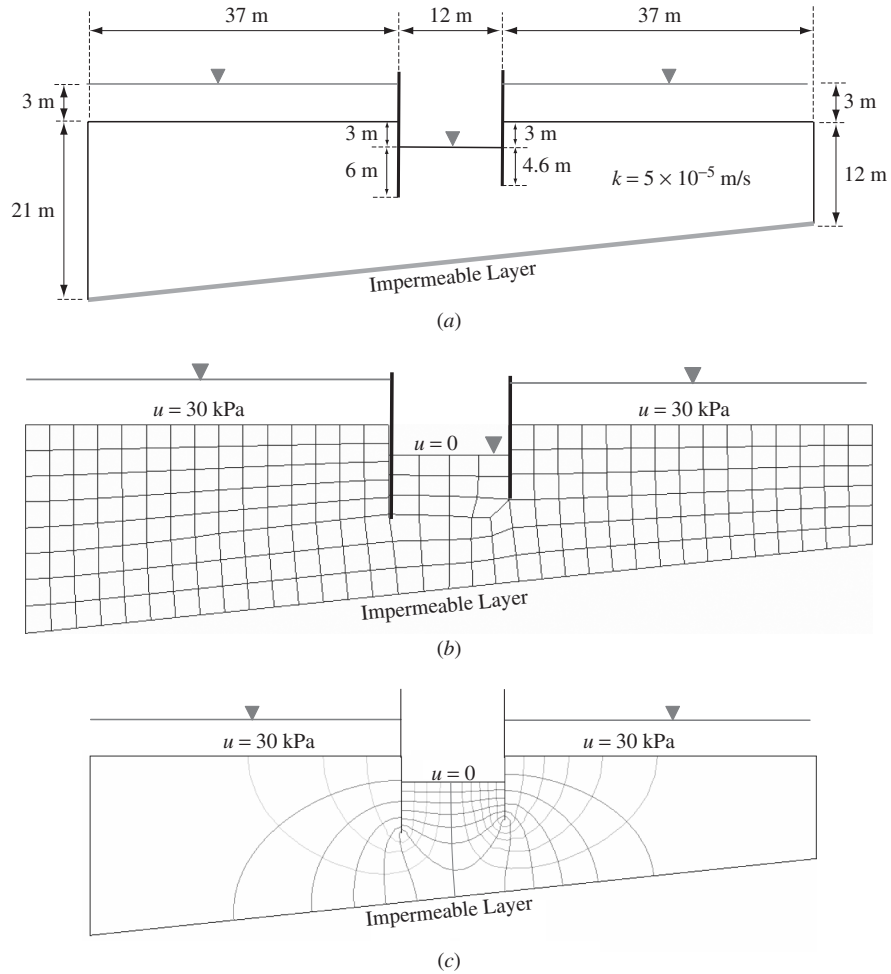 37 m 12 m 37 m
3 m 3 m
3 m 3 m
6 m 4.6 m
k = 5 × 10⁻⁵ m/s 12 m
21 m
Impermeable Layer
(a)
u = 30 kPa u = 30 kPa
u = 0
Impermeable Layer
(b)
u = 30 kPa u = 30 kPa
u = 0
Impermeable Layer
(c)